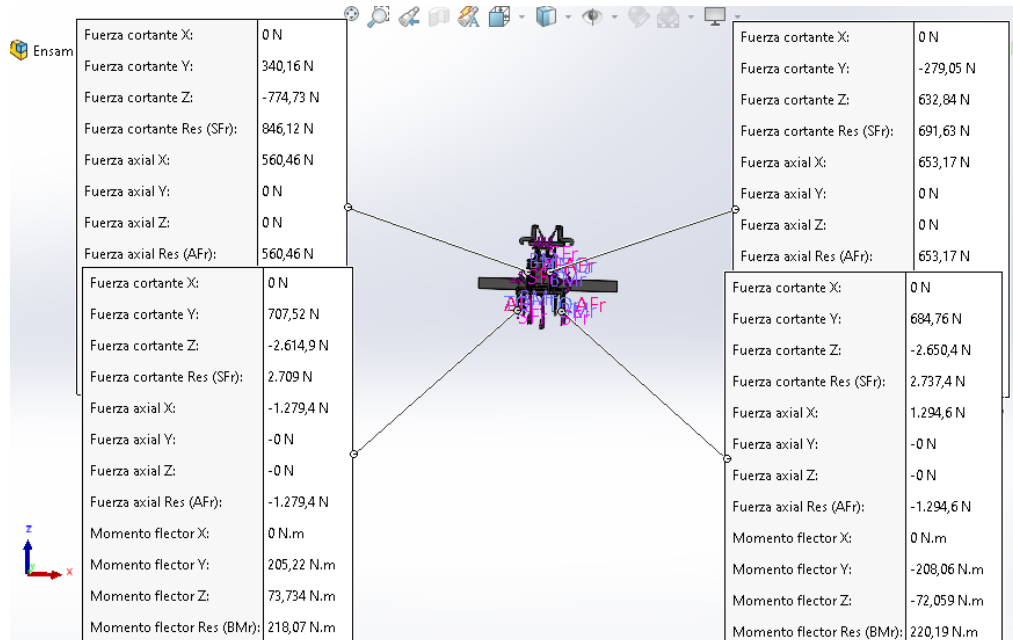 Ensam
Fuerza cortante X: 0 N
Fuerza cortante Y: 340,16 N
Fuerza cortante Z: -774,73 N
Fuerza cortante Res (SFr): 846,12 N
Fuerza axial X: 560,46 N
Fuerza axial Y: 0 N
Fuerza axial Z: 0 N
Fuerza axial Res (AFr): 560,46 N
Fuerza cortante X: 0 N
Fuerza cortante Y: -279,05 N
Fuerza cortante Z: 632,84 N
Fuerza cortante Res (SFr): 691,63 N
Fuerza axial X: 653,17 N
Fuerza axial Y: 0 N
Fuerza axial Z: 0 N
Fuerza axial Res (AFr): 653,17 N
Fuerza cortante X: 0 N
Fuerza cortante Y: 707,52 N
Fuerza cortante Z: -2.614,9 N
Fuerza cortante Res (SFr): 2.709 N
Fuerza axial X: -1.279,4 N
Fuerza axial Y: -0 N
Fuerza axial Z: -0 N
Fuerza axial Res (AFr): -1.279,4 N
Momento flector X: 0 N.m
Momento flector Y: 205,22 N.m
Momento flector Z: 73,734 N.m
Momento flector Res (BMr): 218,07 N.m
Fuerza cortante X: 0 N
Fuerza cortante Y: 684,76 N
Fuerza cortante Z: -2.650,4 N
Fuerza cortante Res (SFr): 2.737,4 N
Fuerza axial X: 1.294,6 N
Fuerza axial Y: -0 N
Fuerza axial Z: -0 N
Fuerza axial Res (AFr): -1.294,6 N
Momento flector X: 0 N.m
Momento flector Y: -208,06 N.m
Momento flector Z: -72,059 N.m
Momento flector Res (BMr): 220,19 N.m
AFr
SFr
z
x